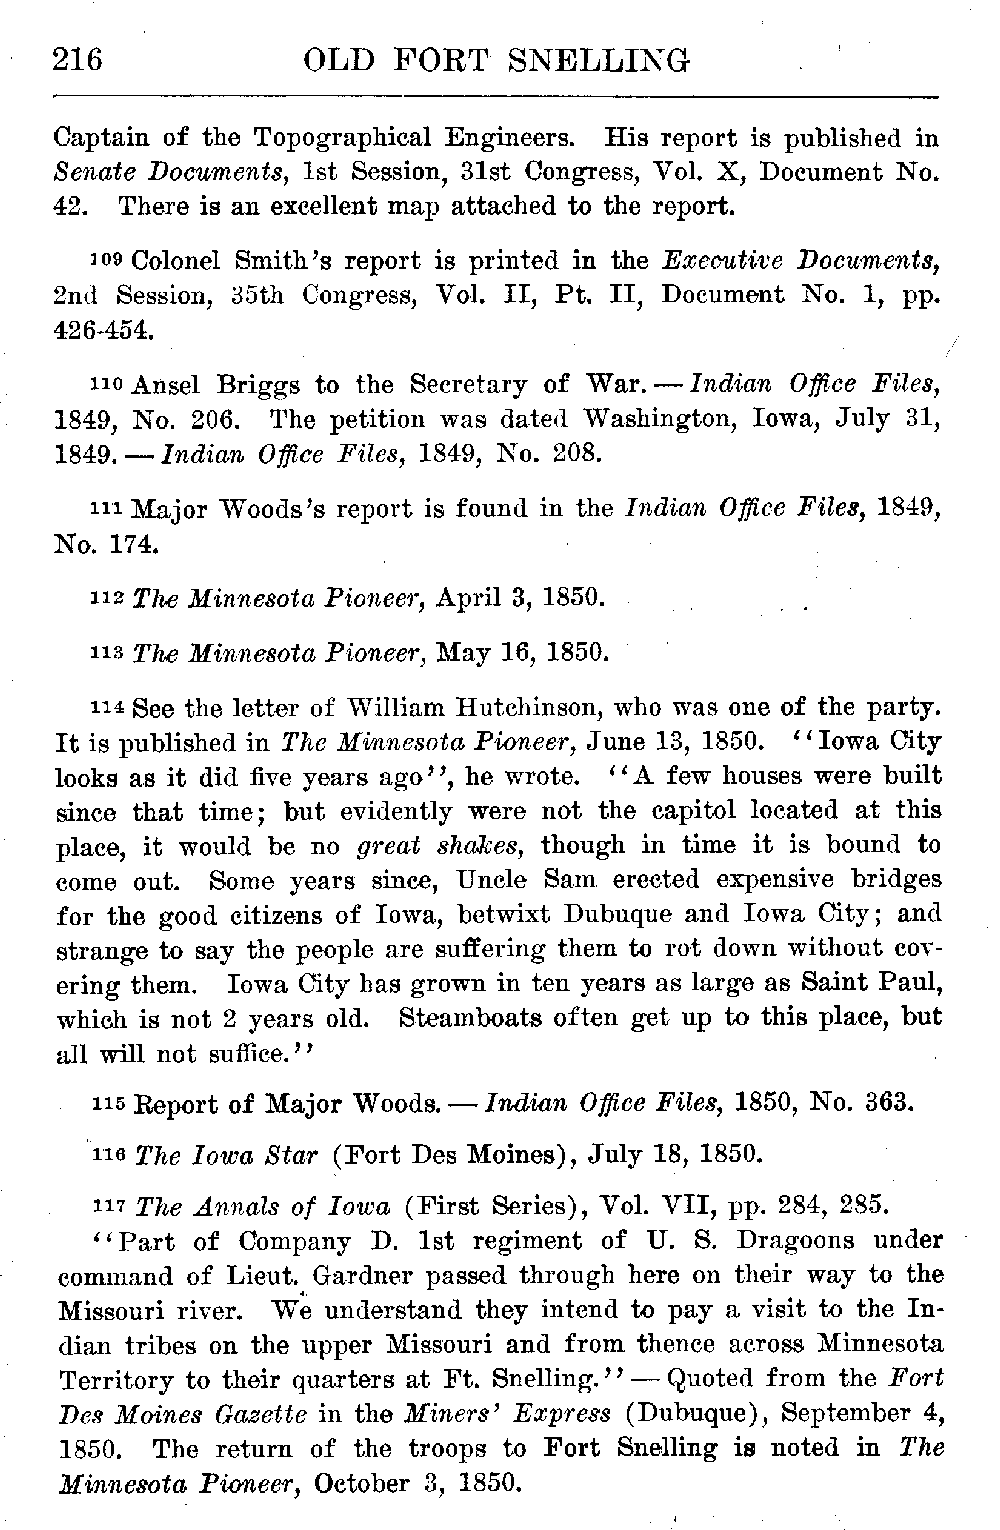 216 OLD FORT SNELLING
Captain of the Topographical Engineers. His report is published in
Senate Documents, 1st Session, 31st Congress, Vol. X, Document No.
42. There is an excellent map attached to the report.
109 Colonel Smith's report is printed in the Executive Documents,
2nd Session, 35th Congress, Vol. II, Pt. II, Document No. 1, pp.
426-454.
110 Ansel Briggs to the Secretary of War. — Indian Office Files,
1849, No. 206. The petition was dated Washington, Iowa, July 31,
1849. — Indian Office Files, 1849, No. 208.
111 Major Woods's report is found in the Indian Office Files, 1849,
No. 174.
112 The Minnesota Pioneer, April 3, 1850.
113 The Minnesota Pioneer, May 16, 1850.
114 See the letter of William Hutchinson, who was one of the party.
It is published in The Minnesota Pioneer, June 13, 1850. "Iowa City
looks as it did five years ago", he wrote. "A few houses were built
since that time; but evidently were not the capitol located at this
place, it would be no great shakes, though in time it is bound to
come out. Some years since, Uncle Sam erected expensive bridges
for the good citizens of Iowa, betwixt Dubuque and Iowa City; and
strange to say the people are suffering them to rot down without cov-
ering them. Iowa City has grown in ten years as large as Saint Paul,
which is not 2 years old. Steamboats often get up to this place, but
all will not suffice."
115 Report of Major Woods. — Indian Office Files, 1850, No. 363.
116 The Iowa Star (Fort Des Moines), July 18, 1850.
117 The Annals of Iowa (First Series), Vol. VII, pp. 284, 285.
"Part of Company D. 1st regiment of U. S. Dragoons under
command of Lieut. Gardner passed through here on their way to the
Missouri river. We understand they intend to pay a visit to the In-
dian tribes on the upper Missouri and from thence across Minnesota
Territory to their quarters at Ft. Snelling." — Quoted from the Fort
Des Moines Gazette in the Miners' Express (Dubuque), September 4,
1850. The return of the troops to Fort Snelling is noted in The
Minnesota Pioneer, October 3, 1850.